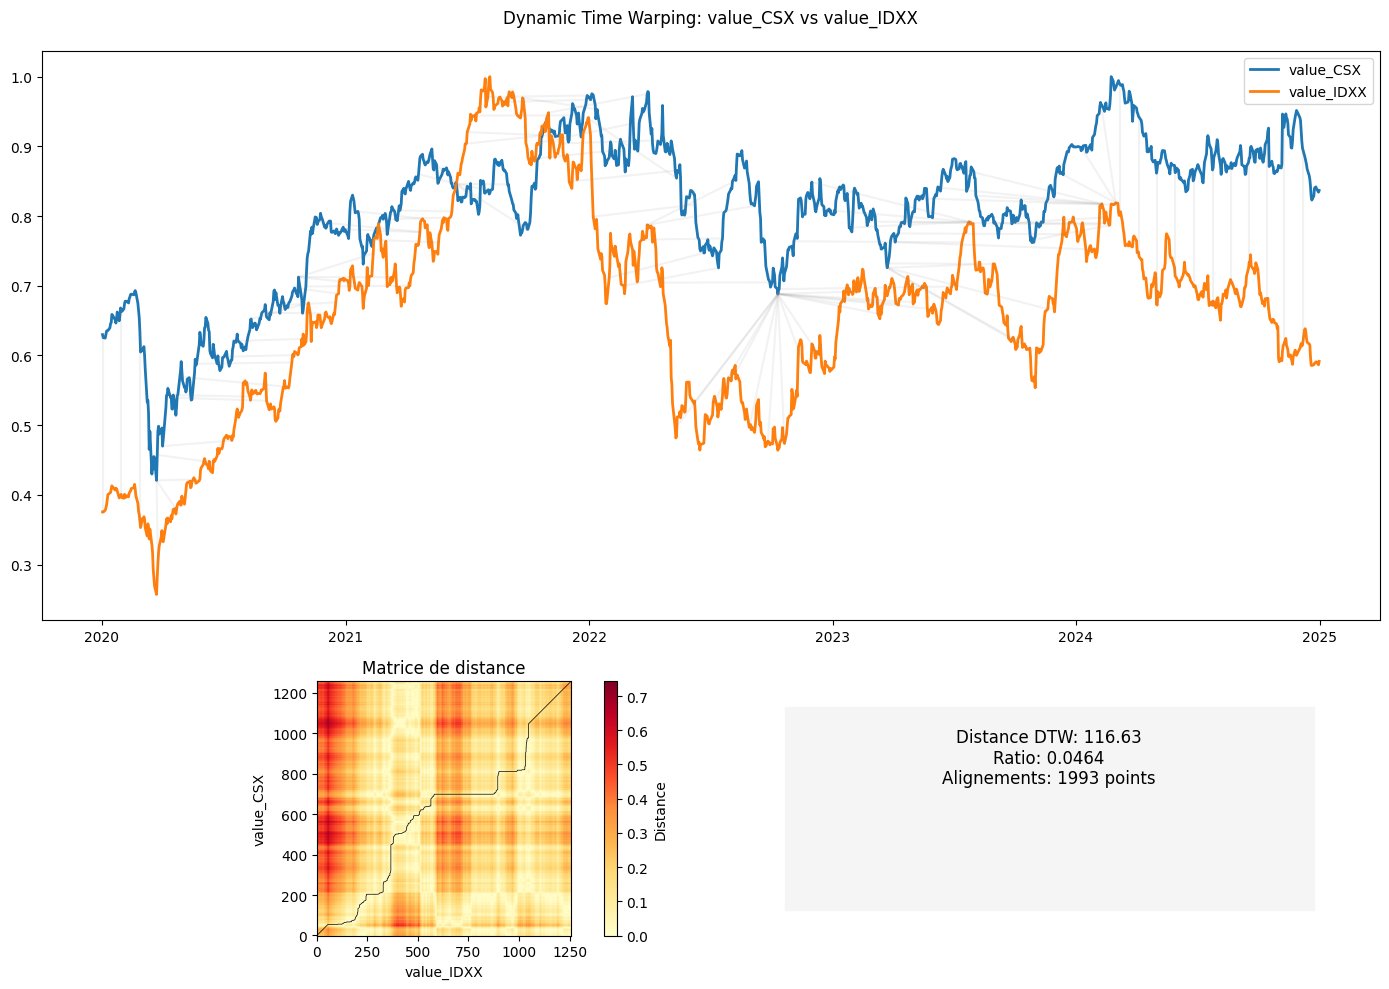 Dynamic Time Warping: value_CSX vs value_IDXX
1.0
0.9
0.8
0.7
0.6
0.5
0.4
0.3
value_CSX
value_IDXX
2020 2021 2022 2023 2024 2025
Matrice de distance
1200
1000
800
600
400
200
0
value_CSX
0 250 500 750 1000 1250
value_IDXX
0.7
0.6
0.5
0.4
0.3
0.2
0.1
0.0
Distance
Distance DTW: 116.63
Ratio: 0.0464
Alignements: 1993 points